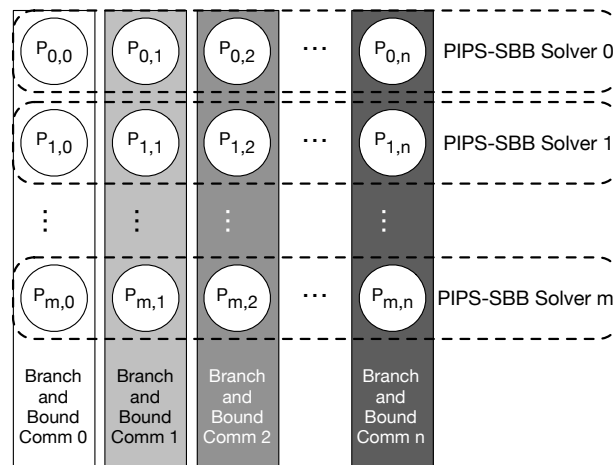 P0,0 P0,1 P0,2 ... P0,n PIPS-SBB Solver 0
P1,0 P1,1 P1,2 ... P1,n PIPS-SBB Solver 1
... ... ... ...
Pm,0 Pm,1 Pm,2 ... Pm,n PIPS-SBB Solver m
Branch
and
Bound
Comm 0
Branch
and
Bound
Comm 1
Branch
and
Bound
Comm 2
Branch
and
Bound
Comm n